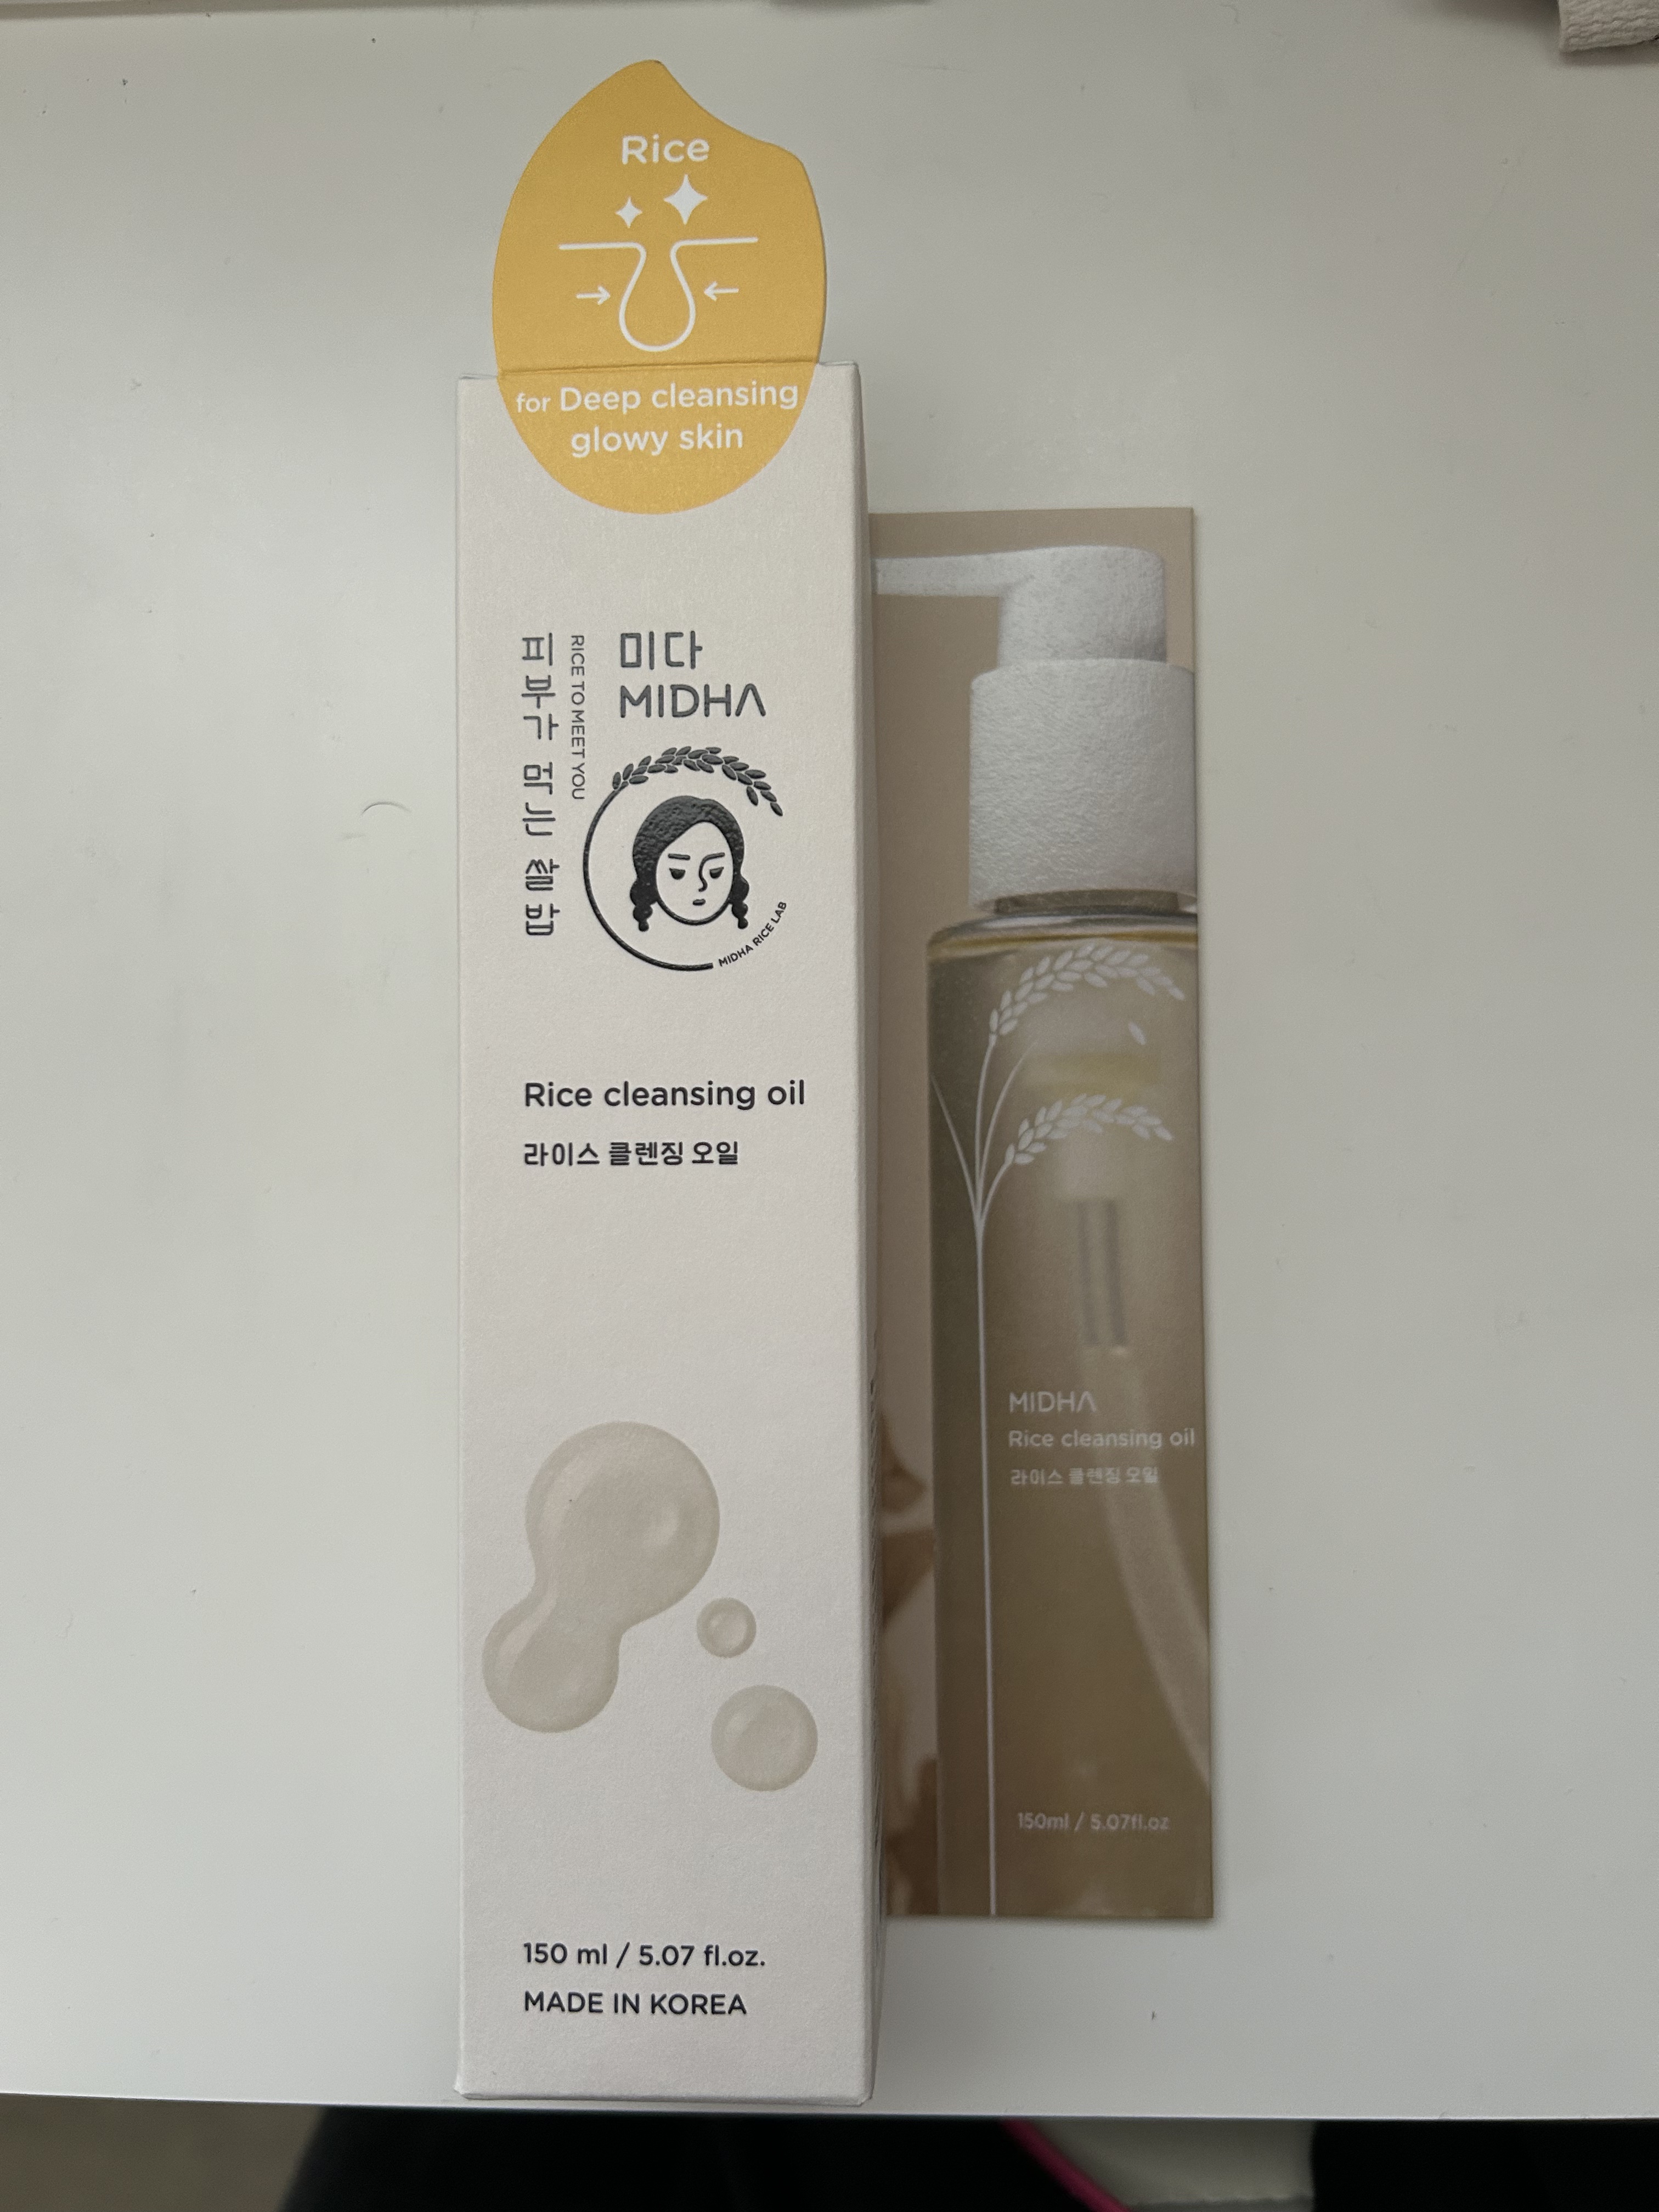 Rice
for Deep cleansing
glowy skin
피부가 먹는 쌀밥
RICE TO MEET YOU
미다
MIDHA
MIDHA RICE LAB
Rice cleansing oil
라이스 클렌징 오일
150 ml / 5.07 fl.oz.
MADE IN KOREA
MIDHA
Rice cleansing oil
라이스 클렌징 오일
150ml / 5.07fl.oz